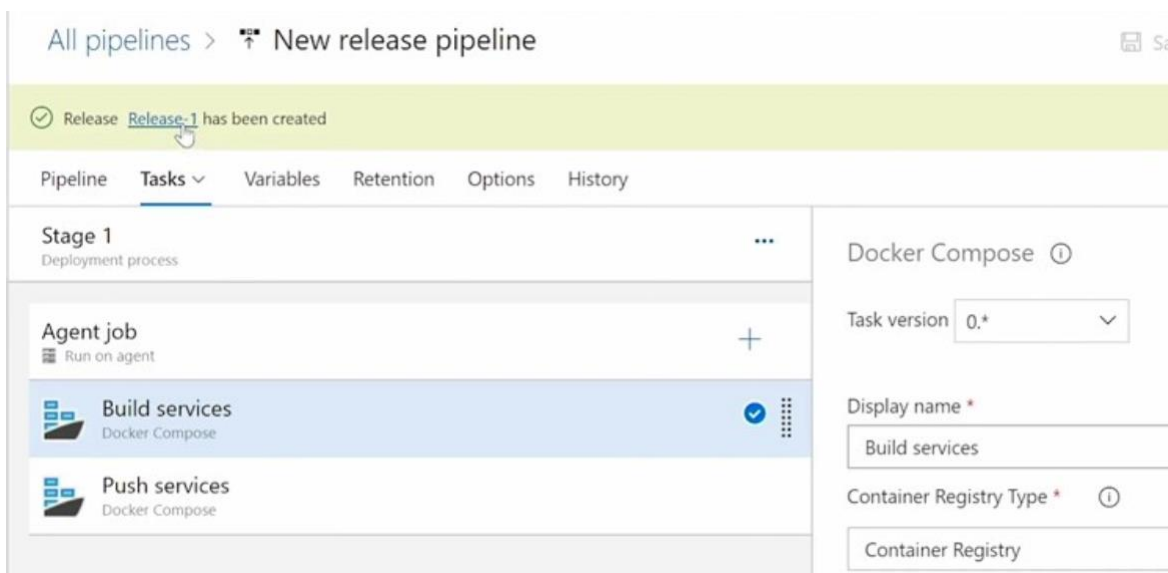 All pipelines > New release pipeline
Sa
Release Release-1 has been created
Pipeline Tasks Variables Retention Options History
Stage 1
Deployment process
Agent job
Run on agent
Build services
Docker Compose
Push services
Docker Compose
Docker Compose
Task version 0.*
Display name *
Build services
Container Registry Type *
Container Registry